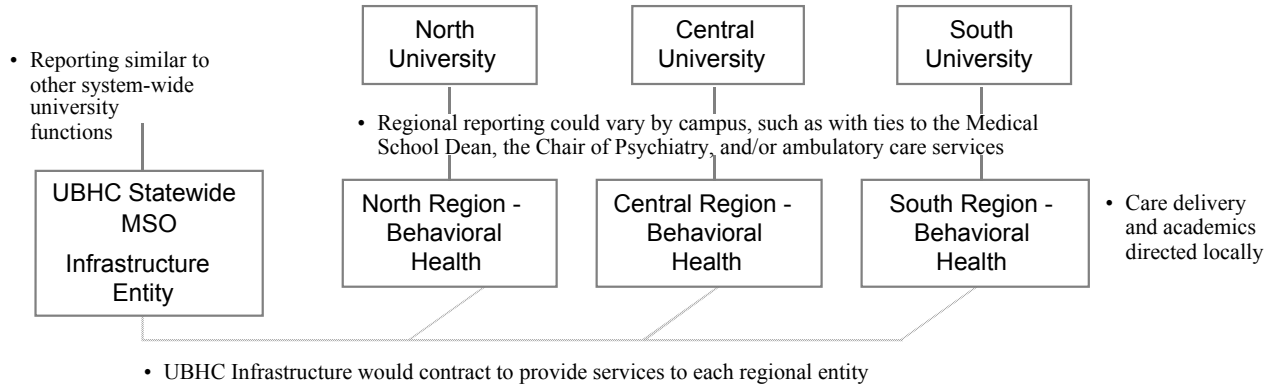 North
University
Central
University
South
University
• Reporting similar to
other system-wide
university
functions
• Regional reporting could vary by campus, such as with ties to the Medical
School Dean, the Chair of Psychiatry, and/or ambulatory care services
UBHC Statewide
MSO
Infrastructure
Entity
North Region -
Behavioral
Health
Central Region -
Behavioral
Health
South Region -
Behavioral
Health
• Care delivery
and academics
directed locally
• UBHC Infrastructure would contract to provide services to each regional entity